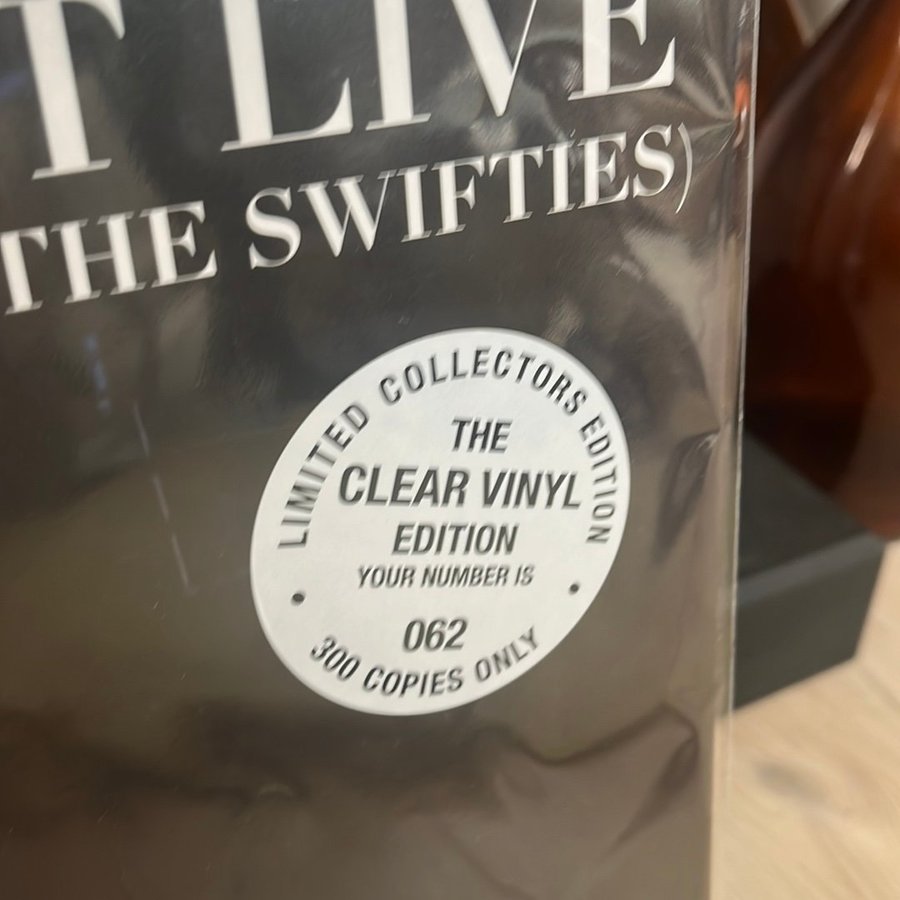 T LIVE
THE SWIFTIES)
LIMITED COLLECTORS EDITION
THE
CLEAR VINYL
EDITION
YOUR NUMBER IS
062
300 COPIES ONLY